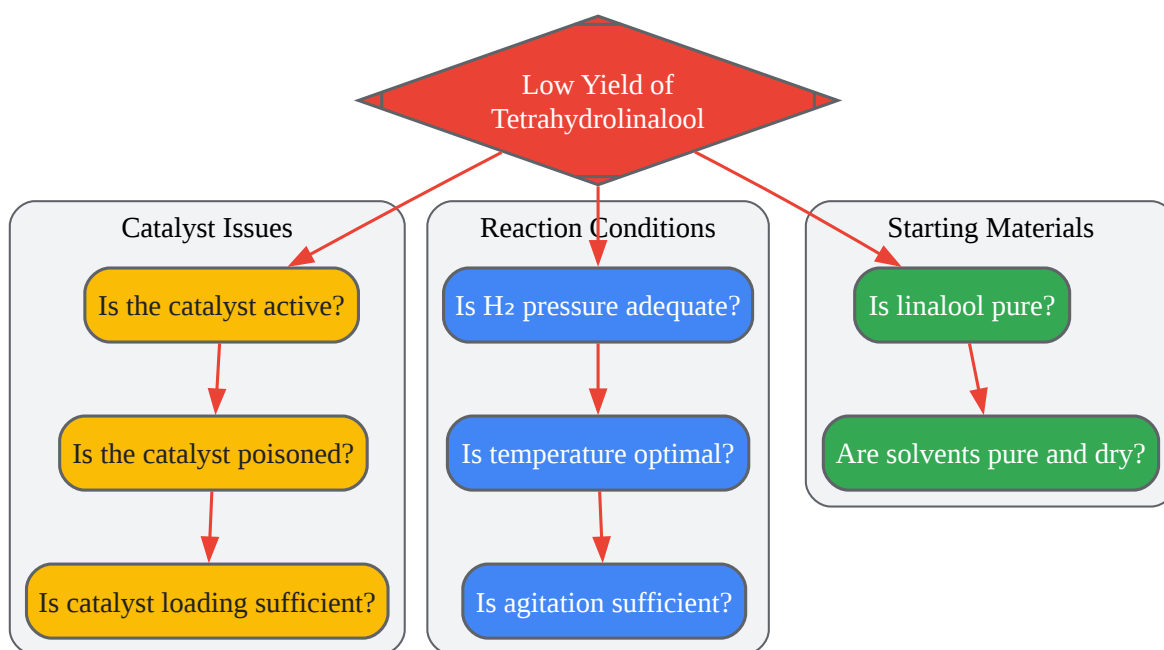 Low Yield of
Tetrahydrolinalool
Catalyst Issues
Is the catalyst active?
Is the catalyst poisoned?
Is catalyst loading sufficient?
Reaction Conditions
Is H₂ pressure adequate?
Is temperature optimal?
Is agitation sufficient?
Starting Materials
Is linalool pure?
Are solvents pure and dry?